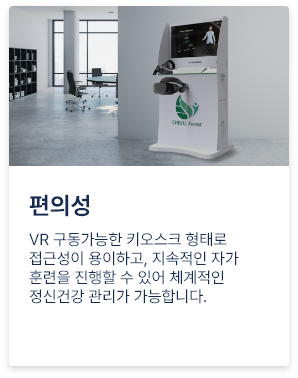 CHEEU, Forest
편의성
VR 구동가능한 키오스크 형태로
접근성이 용이하고, 지속적인 자가
훈련을 진행할 수 있어 체계적인
정신건강 관리가 가능합니다.